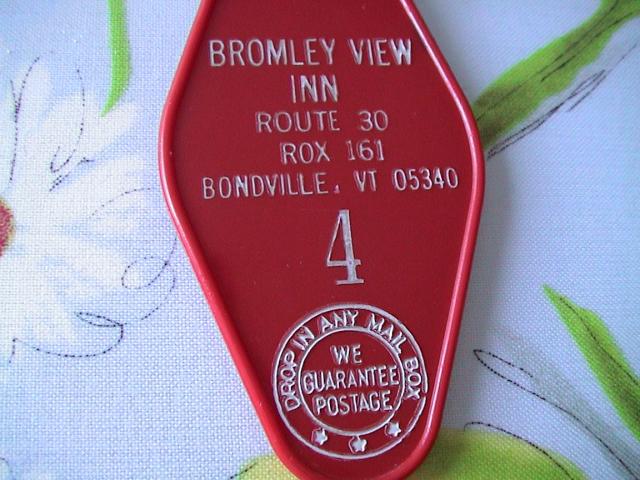 BROMLEY VIEW
INN
ROUTE 30
ROX 161
BONDVILLE, VT 05340
4
DROP IN ANY MAIL BOX
WE
GUARANTEE
POSTAGE